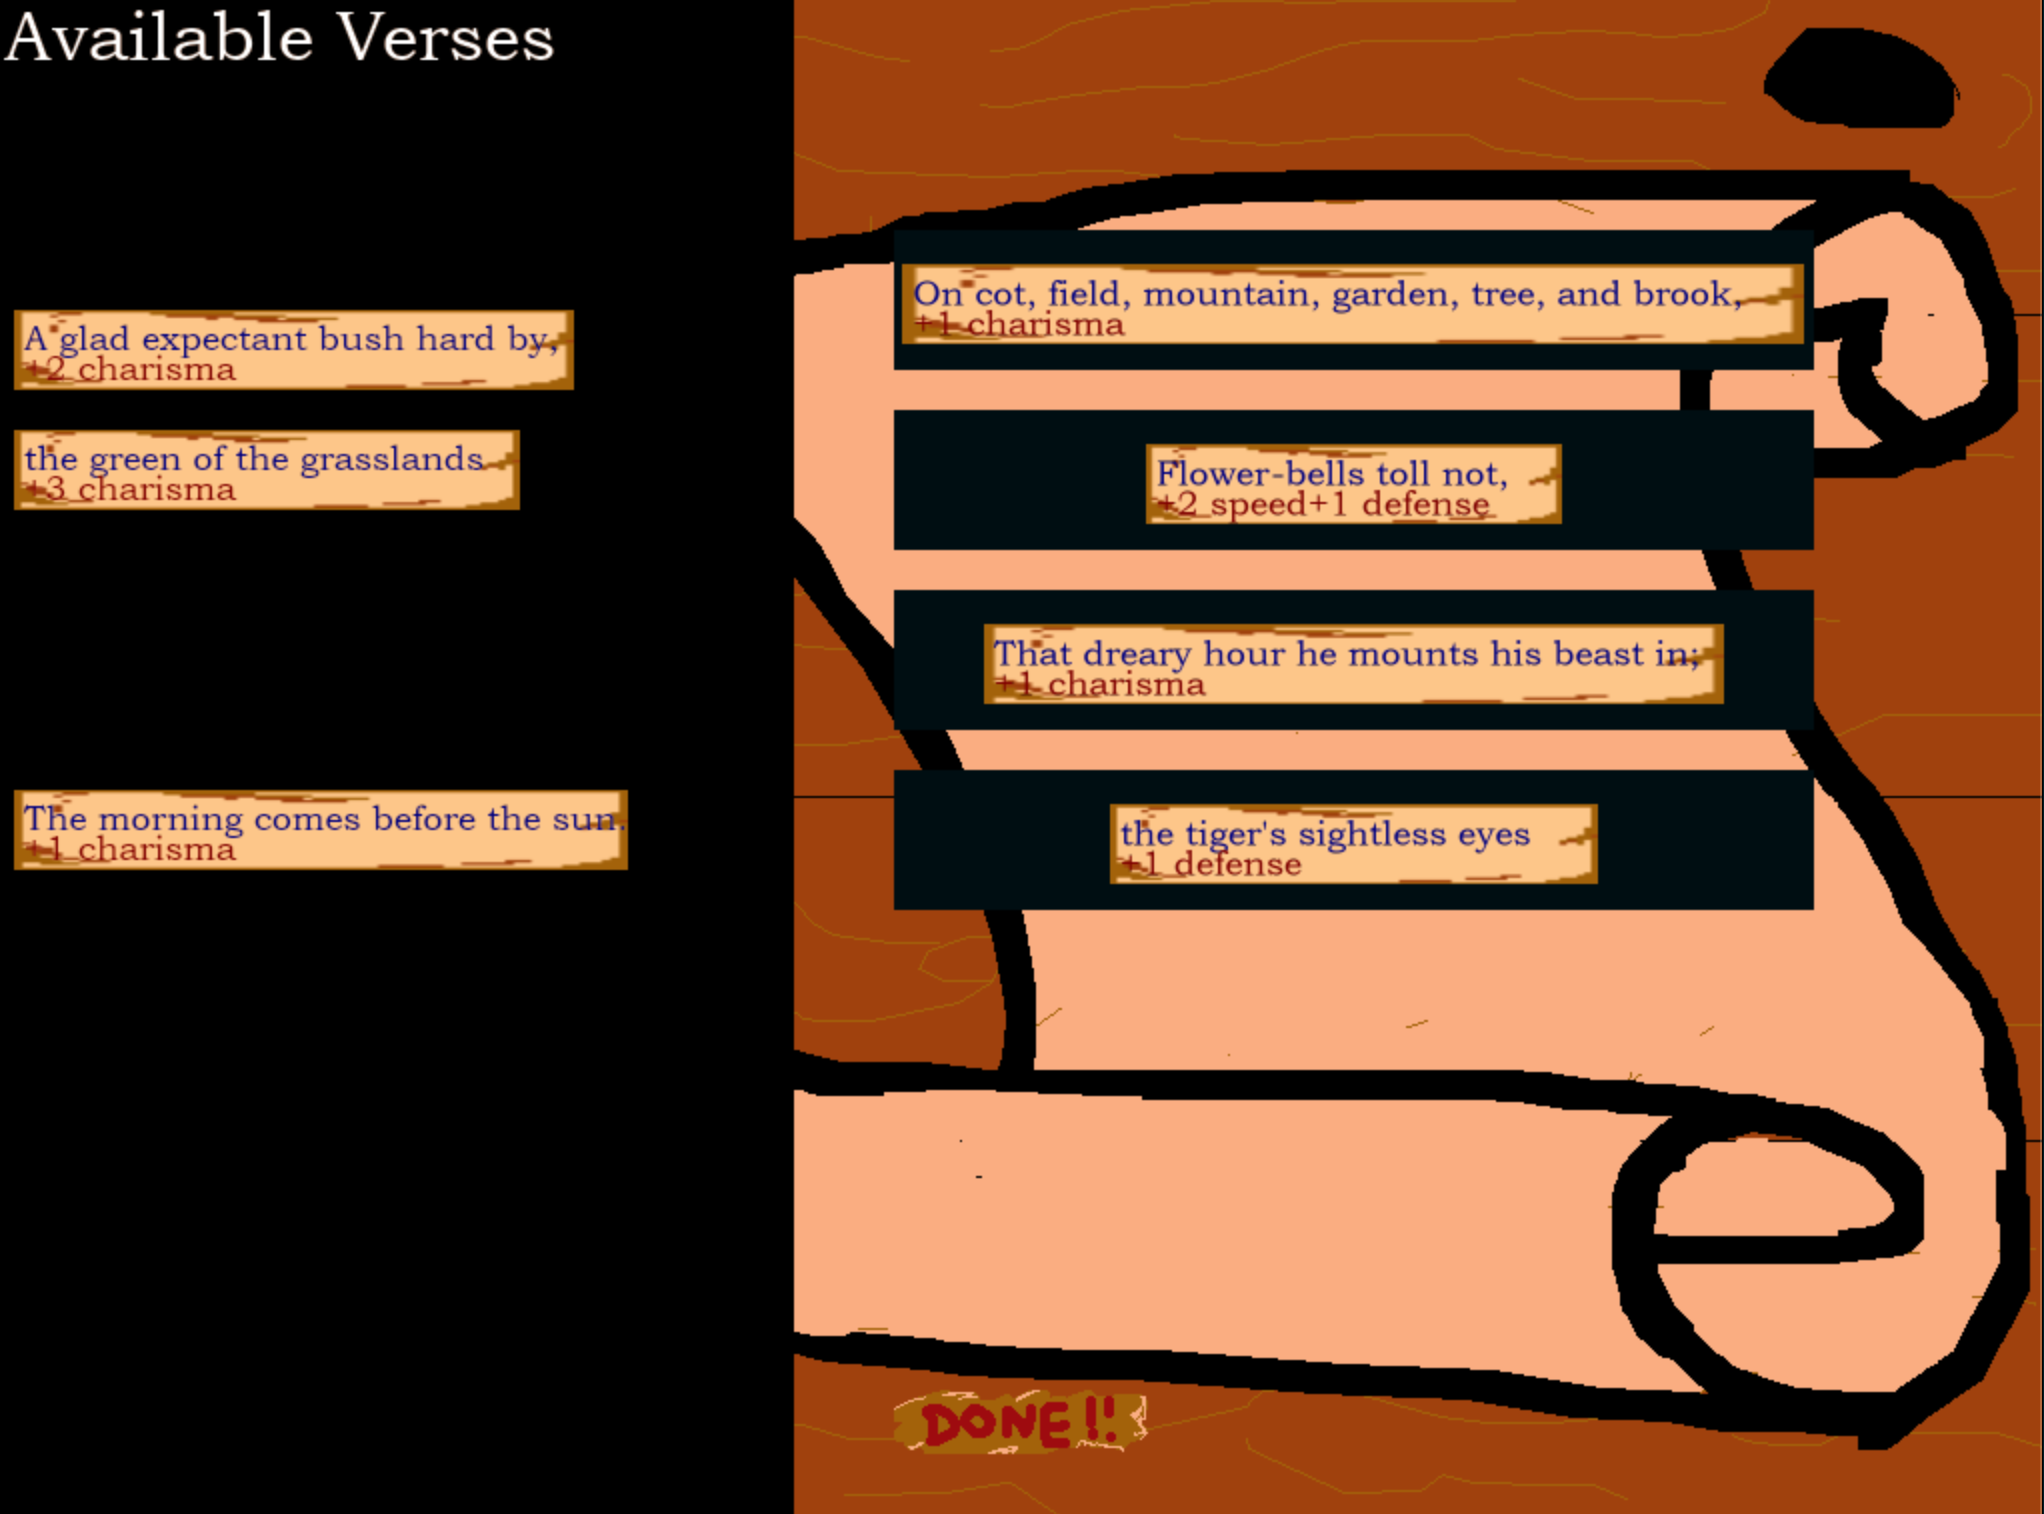 Available Verses
A glad expectant bush hard by,
+2 charisma
the green of the grasslands
+3 charisma
The morning comes before the sun.
+1 charisma
On cot, field, mountain, garden, tree, and brook,
+1 charisma
Flower-bells toll not,
+2 speed+1 defense
That dreary hour he mounts his beast in;
+1 charisma
the tiger's sightless eyes
+1 defense
DONE!!